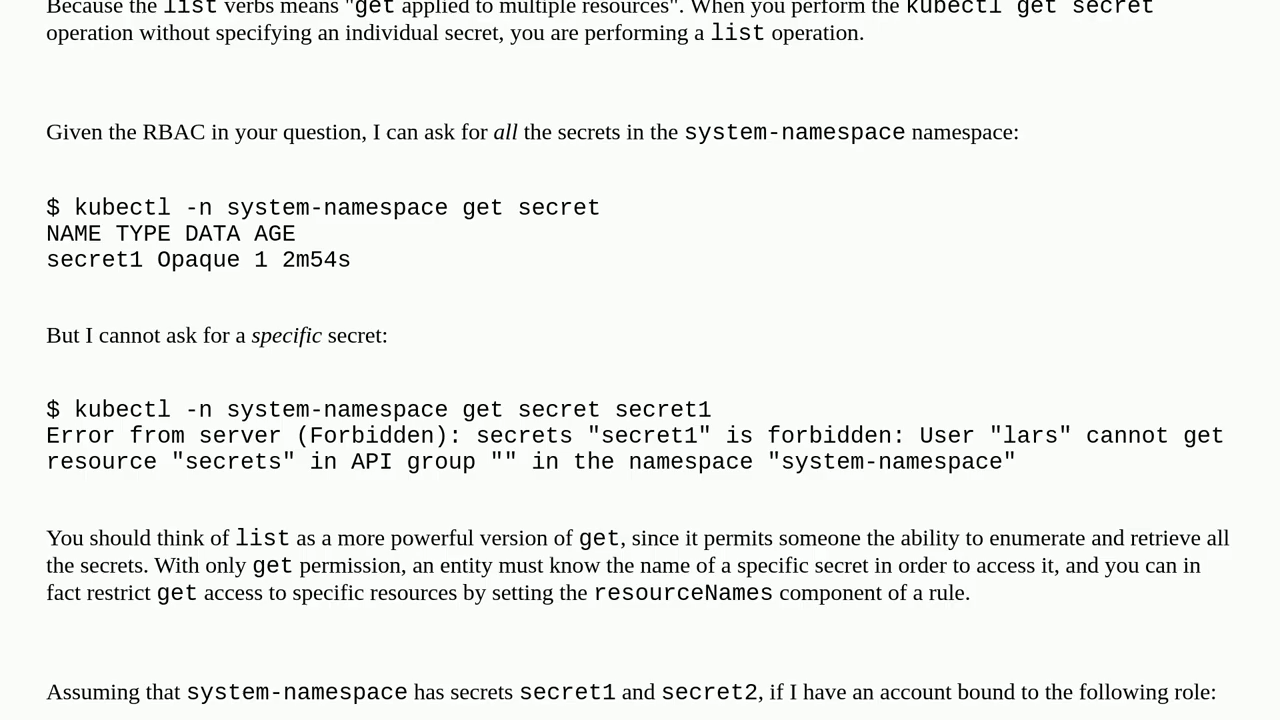 Because the list verbs means "get applied to multiple resources". When you perform the kubectl get secret
operation without specifying an individual secret, you are performing a list operation.
Given the RBAC in your question, I can ask for all the secrets in the system-namespace namespace:
$ kubectl -n system-namespace get secret
NAME TYPE DATA AGE
secret1 Opaque 1 2m54s
But I cannot ask for a specific secret:
$ kubectl -n system-namespace get secret secret1
Error from server (Forbidden): secrets "secret1" is forbidden: User "lars" cannot get
resource "secrets" in API group "" in the namespace "system-namespace"
You should think of list as a more powerful version of get, since it permits someone the ability to enumerate and retrieve all
the secrets. With only get permission, an entity must know the name of a specific secret in order to access it, and you can in
fact restrict get access to specific resources by setting the resourceNames component of a rule.
Assuming that system-namespace has secrets secret1 and secret2, if I have an account bound to the following role: